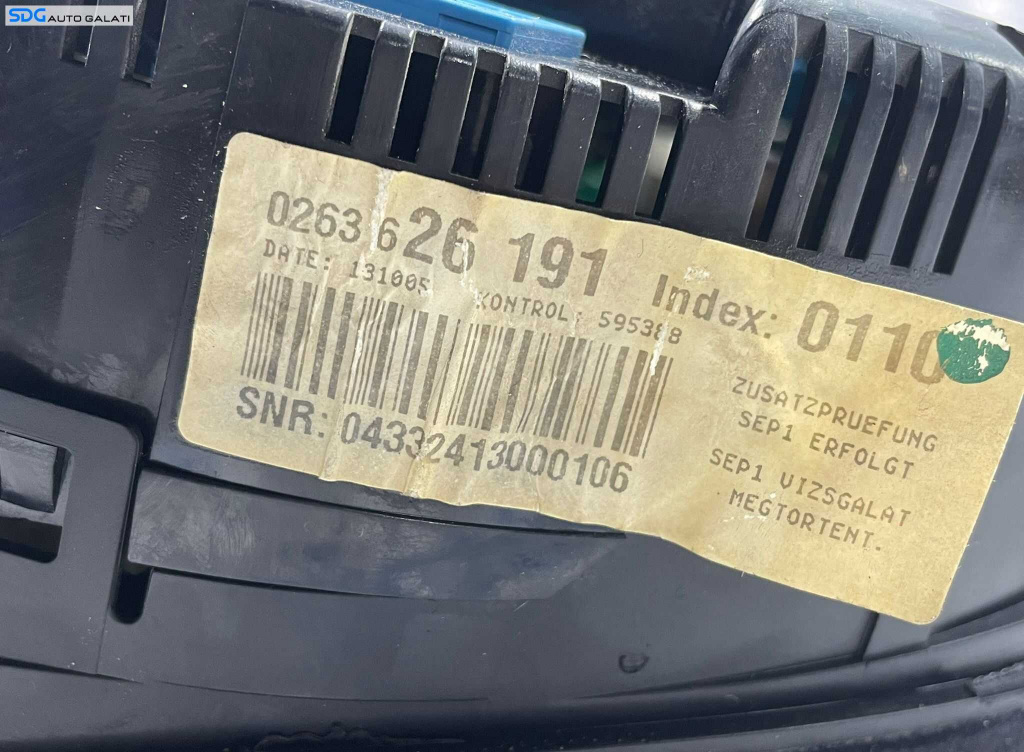 SDG AUTO GALATI
0263 626 191 Index: 0110
DATE: 131005 KONTROL: 595388
SNR: 04332413000106
ZUSATZPRUEFUNG
SEP1 ERFOLGT
SEP1 VIZSGALAT
MEGTORTENT.